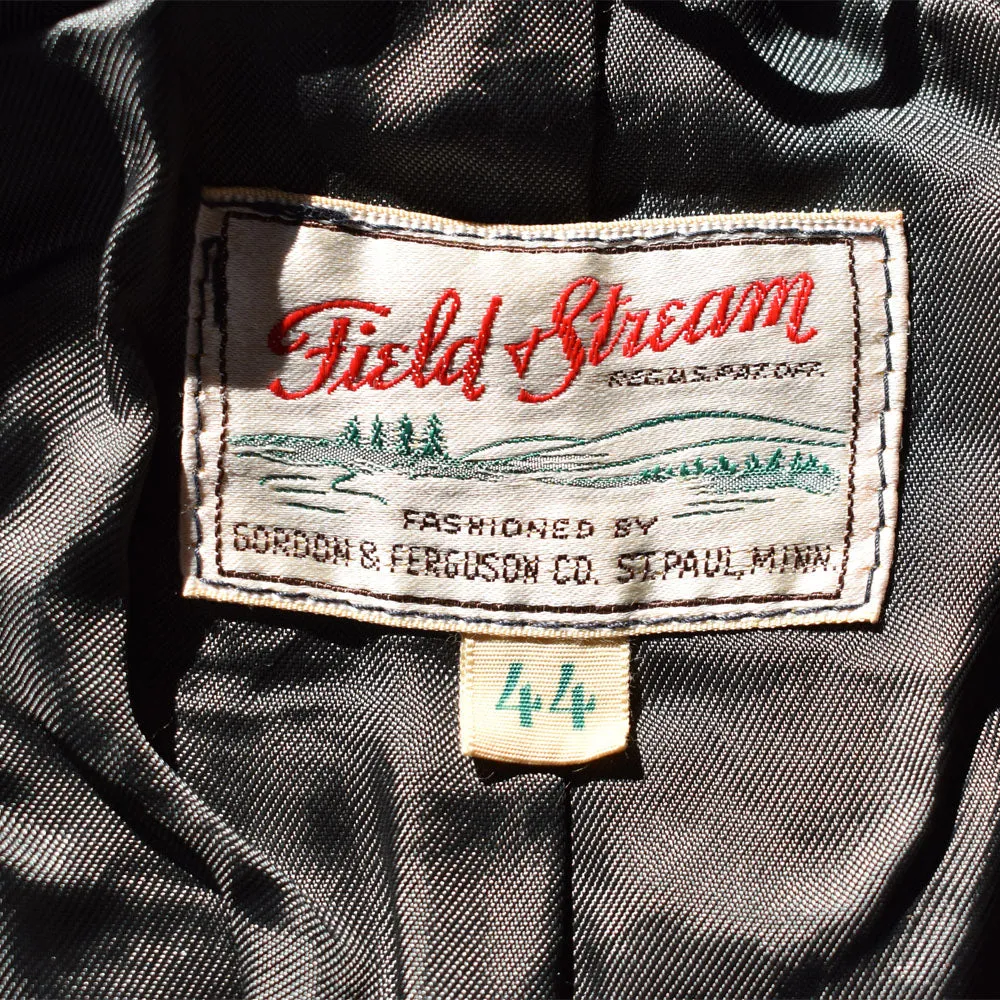 Field & Stream
REG.U.S.PAT.OFF.
FASHIONED BY
GORDON & FERGUSON CO. ST.PAUL,MINN.
44